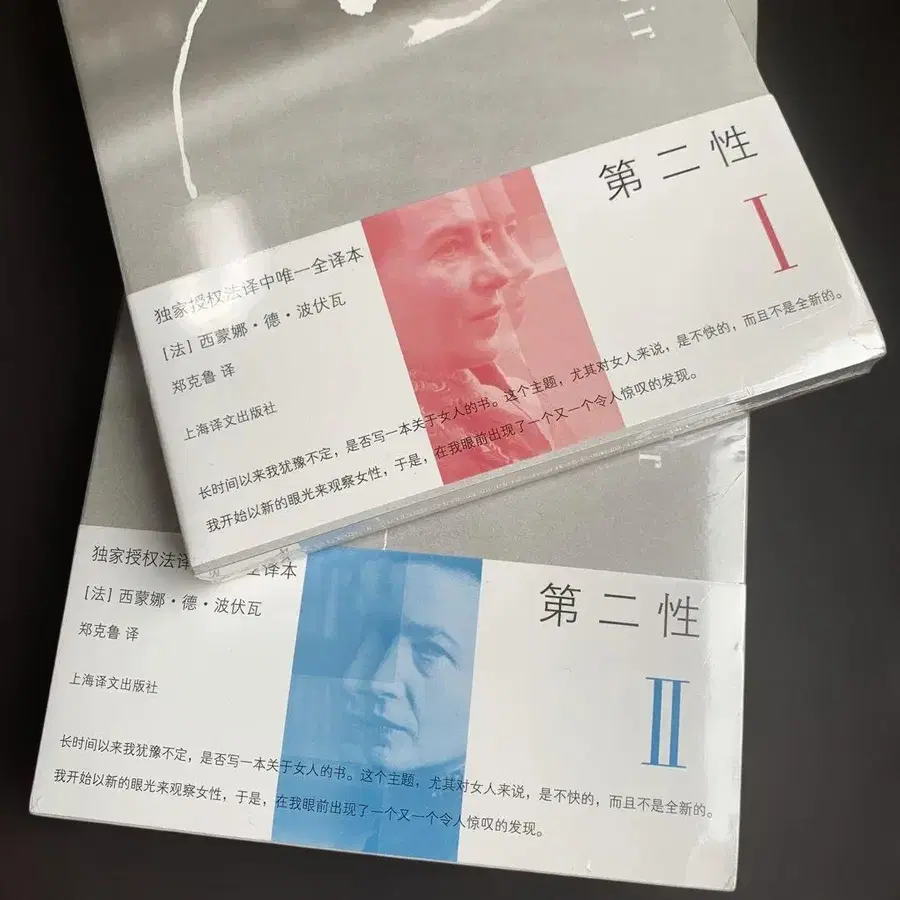 oir
第二性
I
独家授权法译中唯一全译本
[法] 西蒙娜·德·波伏瓦
郑克鲁 译
上海译文出版社
长时间以来我犹豫不定，是否写一本关于女人的书。这个主题，尤其对女人来说，是不快的，而且不是全新的。
我开始以新的眼光来观察女性，于是，在我眼前出现了一个又一个令人惊叹的发现。
r
独家授权法译 全译本
[法] 西蒙娜·德·波伏瓦
郑克鲁 译
上海译文出版社
第二性
II
长时间以来我犹豫不定，是否写一本关于女人的书。这个主题，尤其对女人来说，是不快的，而且不是全新的。
我开始以新的眼光来观察女性，于是，在我眼前出现了一个又一个令人惊叹的发现。